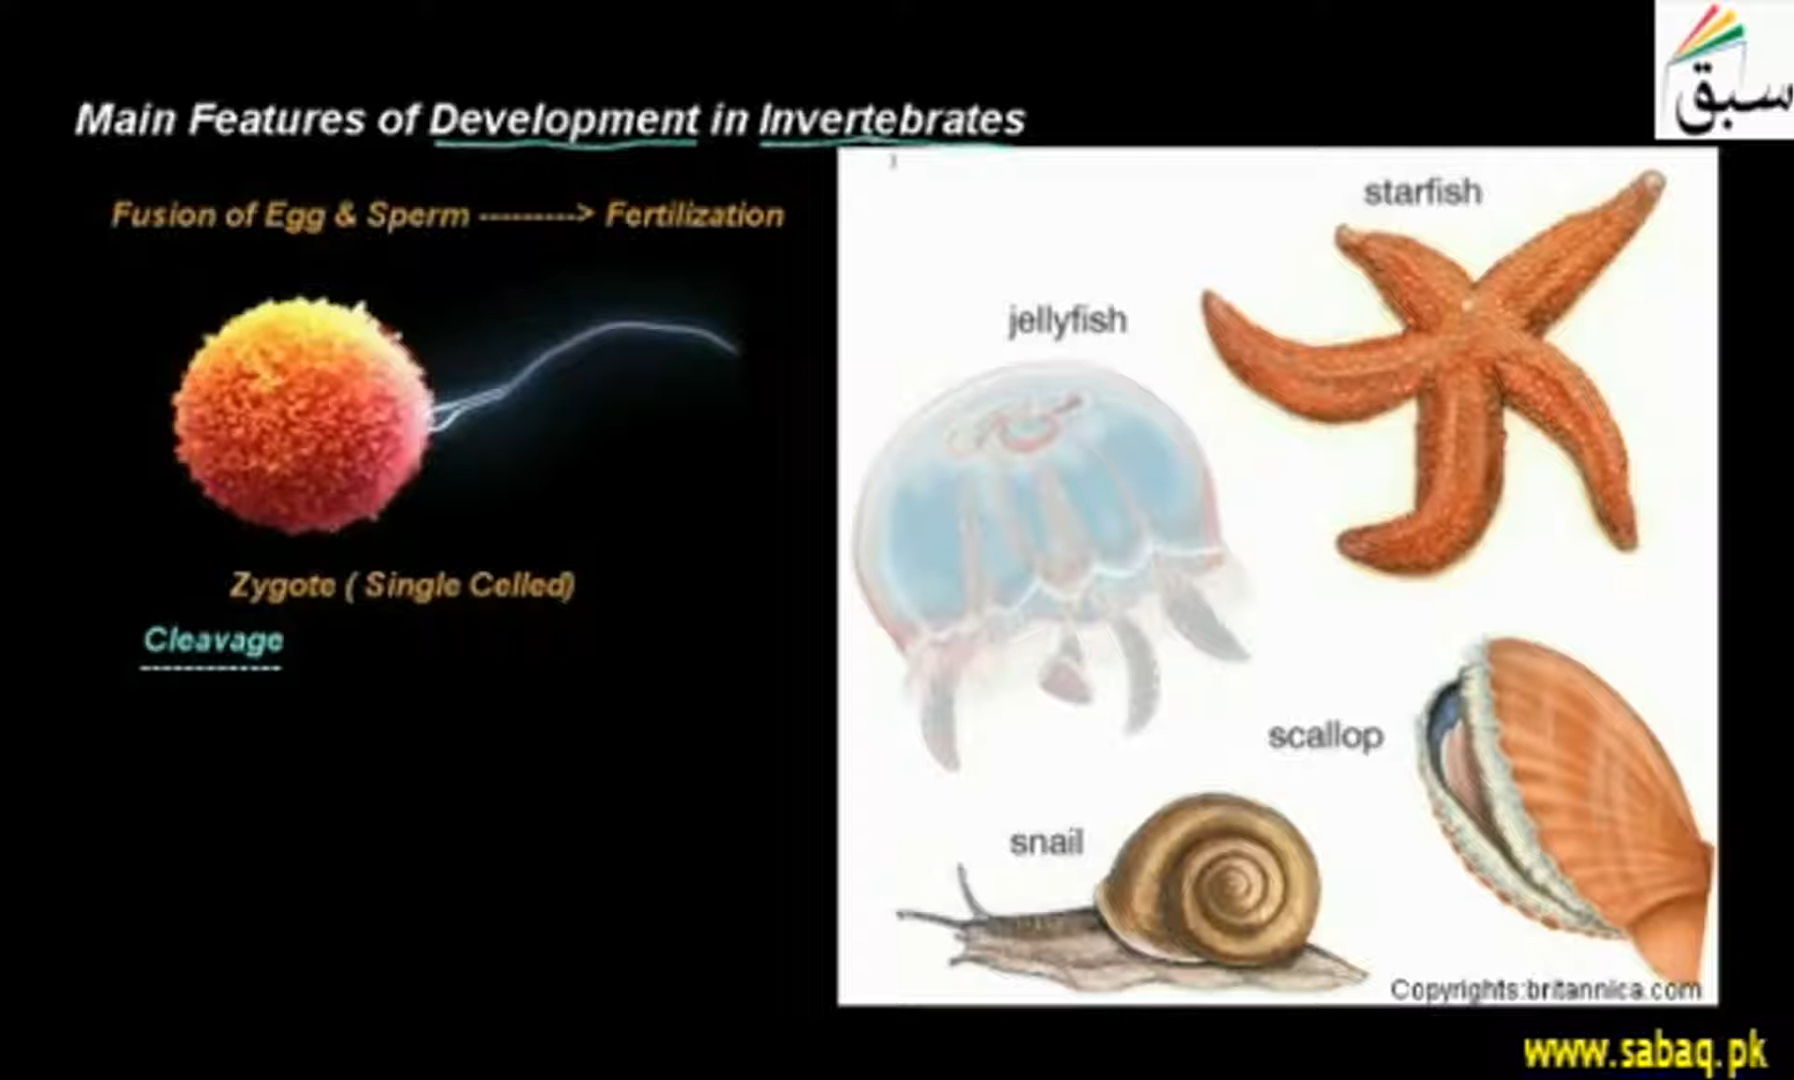 سبق
Main Features of Development in Invertebrates
Fusion of Egg & Sperm ---------> Fertilization
Zygote ( Single Celled)
Cleavage
starfish
jellyfish
scallop
snail
Copyrights:britannica.com
www.sabaq.pk